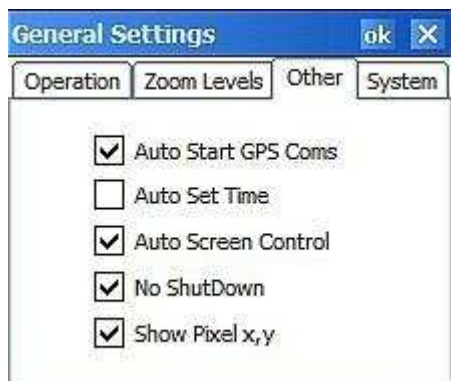 General Settings ok X
Operation Zoom Levels Other System
Auto Start GPS Coms
Auto Set Time
Auto Screen Control
No ShutDown
Show Pixel x,y